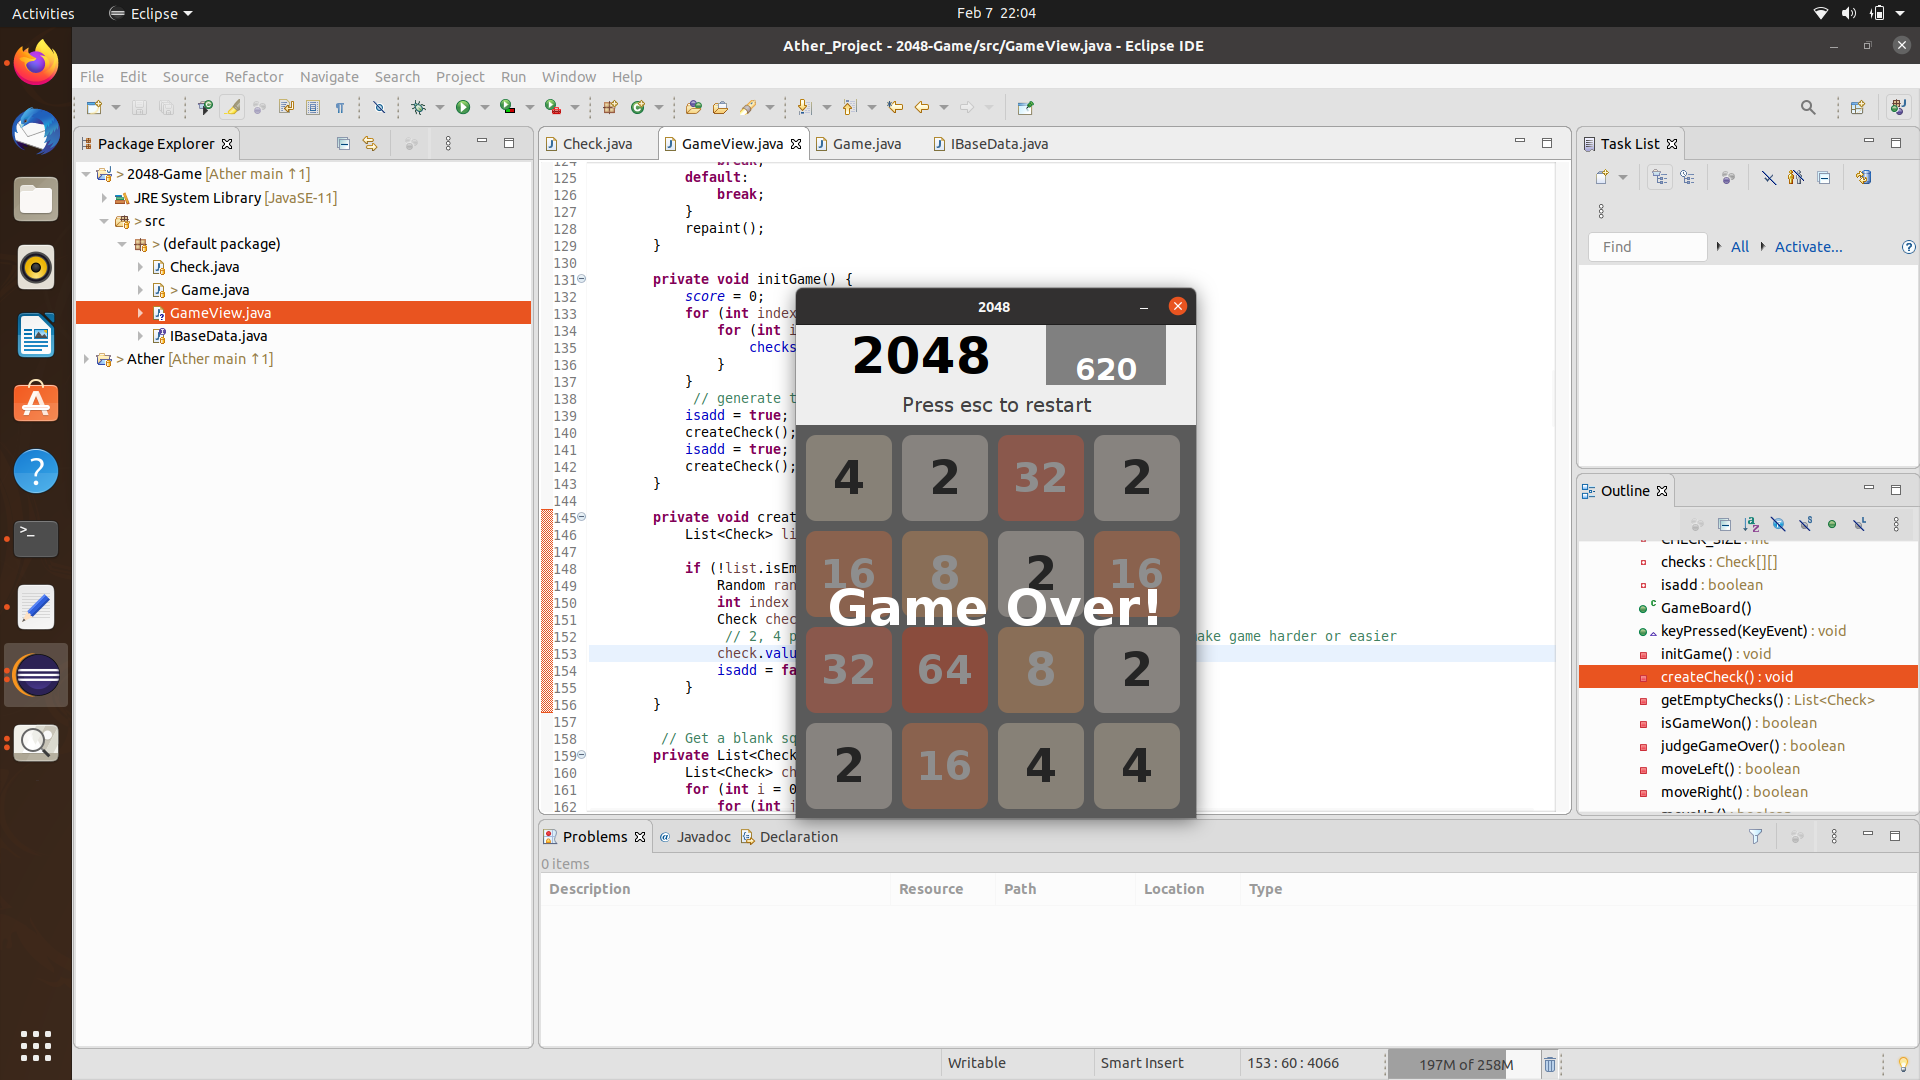 Activities
Eclipse
Feb 7 22:04
Ather_Project - 2048-Game/src/GameView.java - Eclipse IDE
File Edit Source Refactor Navigate Search Project Run Window Help
Package Explorer
> 2048-Game [Ather main ↑1]
JRE System Library [JavaSE-11]
> src
> (default package)
Check.java
> Game.java
GameView.java
IBaseData.java
> Ather [Ather main ↑1]
Check.java GameView.java Game.java IBaseData.java
124 break;
125 default:
126 break;
127 }
128 repaint();
129 }
130
131 private void initGame() {
132 score = 0;
133 for (int index
134 for (int i
135 checks
136 }
137 }
138 // generate t
139 isadd = true;
140 createCheck();
141 isadd = true;
142 createCheck();
143 }
144
145 private void creat
146 List<Check> li
147
148 if (!list.isEm
149 Random ran
150 int index
151 Check chec
152 // 2, 4 p ake game harder or easier
153 check.valu
154 isadd = fa
155 }
156 }
157
158 // Get a blank sq
159 private List<Check
160 List<Check> ch
161 for (int i = 0
162 for (int i
2048
2048
620
Press esc to restart
4 2 32 2
16 8 2 16
Game Over!
32 64 8 2
2 16 4 4
Task List
Find
All
Activate...
Outline
CHECK_SIZE : int
checks : Check[][]
isadd : boolean
GameBoard()
keyPressed(KeyEvent) : void
initGame() : void
createCheck() : void
getEmptyChecks() : List<Check>
isGameWon() : boolean
judgeGameOver() : boolean
moveLeft() : boolean
moveRight() : boolean
Problems Javadoc Declaration
0 items
Description Resource Path Location Type
Writable
Smart Insert
153 : 60 : 4066
197M of 258M